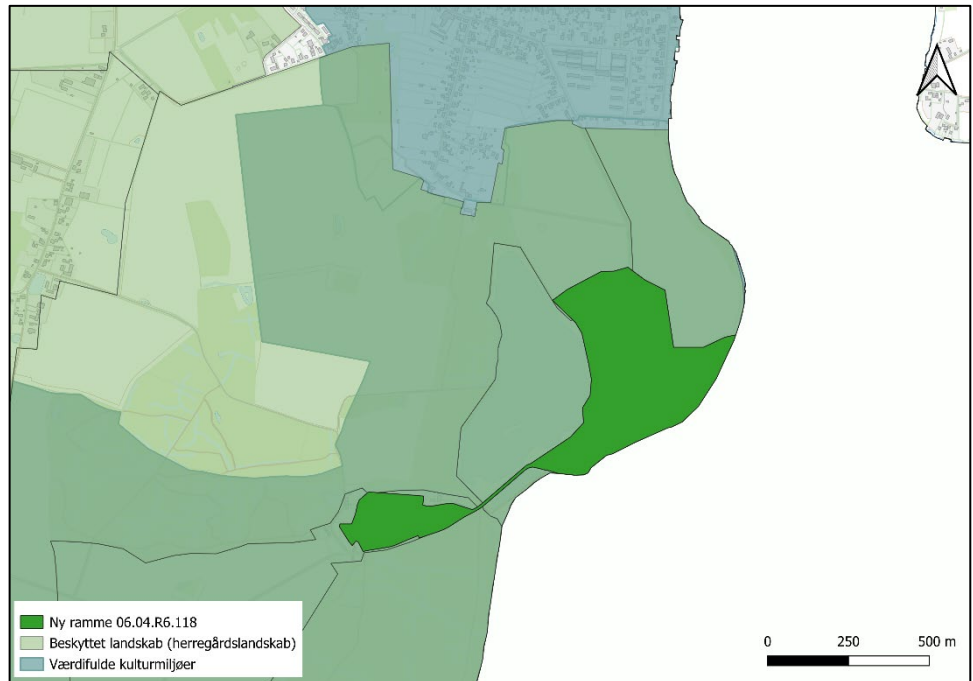 Ny ramme 06.04.R6.118
Beskyttet landskab (herregårdslandskab)
Værdifulde kulturmiljøer
0 250 500 m